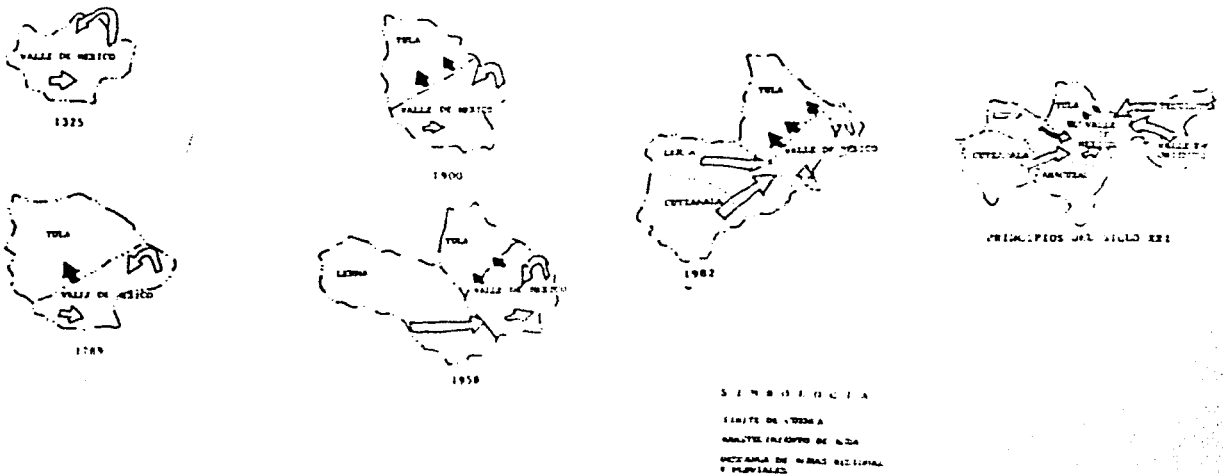 VALLE DE MEXICO
1325
TULA
VALLE DE MEXICO
1789
TULA
VALLE DE MEXICO
1900
LERMA
TULA
VALLE DE MEXICO
1958
TULA
LERMA
VALLE DE MEXICO
CUTZAMALA
1982
TULA
VALLE
CUTZAMALA
PRINCIPIOS DEL SIGLO XXI
SIMBOLOGIA
LIMITE DE CUENCA
ABASTECIMIENTO DE AGUA
DESCARGA DE AGUAS RESIDUALES
Y PLUVIALES